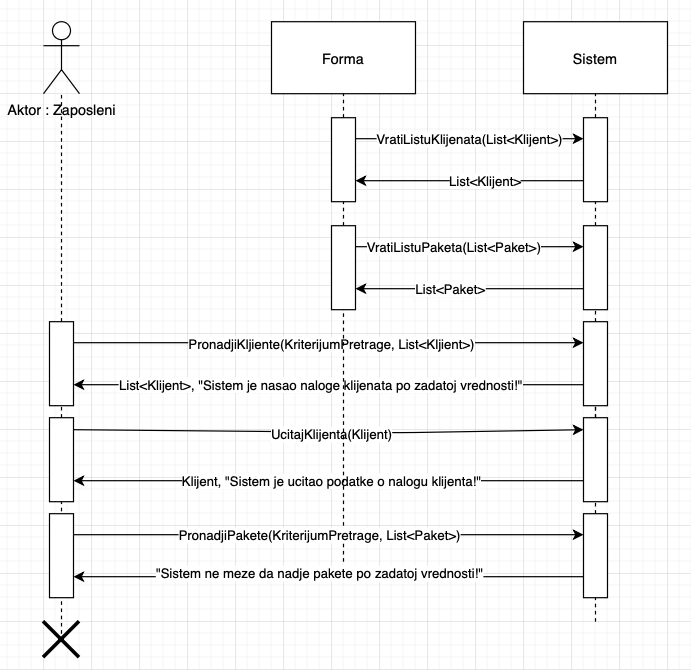 Forma
Sistem
Aktor : Zaposleni
VratiListuKlijenata(List<Klijent>)
List<Klijent>
VratiListuPaketa(List<Paket>)
List<Paket>
PronadjiKljiente(KriterijumPretrage, List<Kljient>)
List<Klijent>, "Sistem je nasao naloge klijenata po zadatoj vrednosti!"
UcitajKlijenta(Klijent)
Klijent, "Sistem je ucitao podatke o nalogu klijenta!"
PronadjiPakete(KriterijumPretrage, List<Paket>)
"Sistem ne meze da nadje pakete po zadatoj vrednosti!"